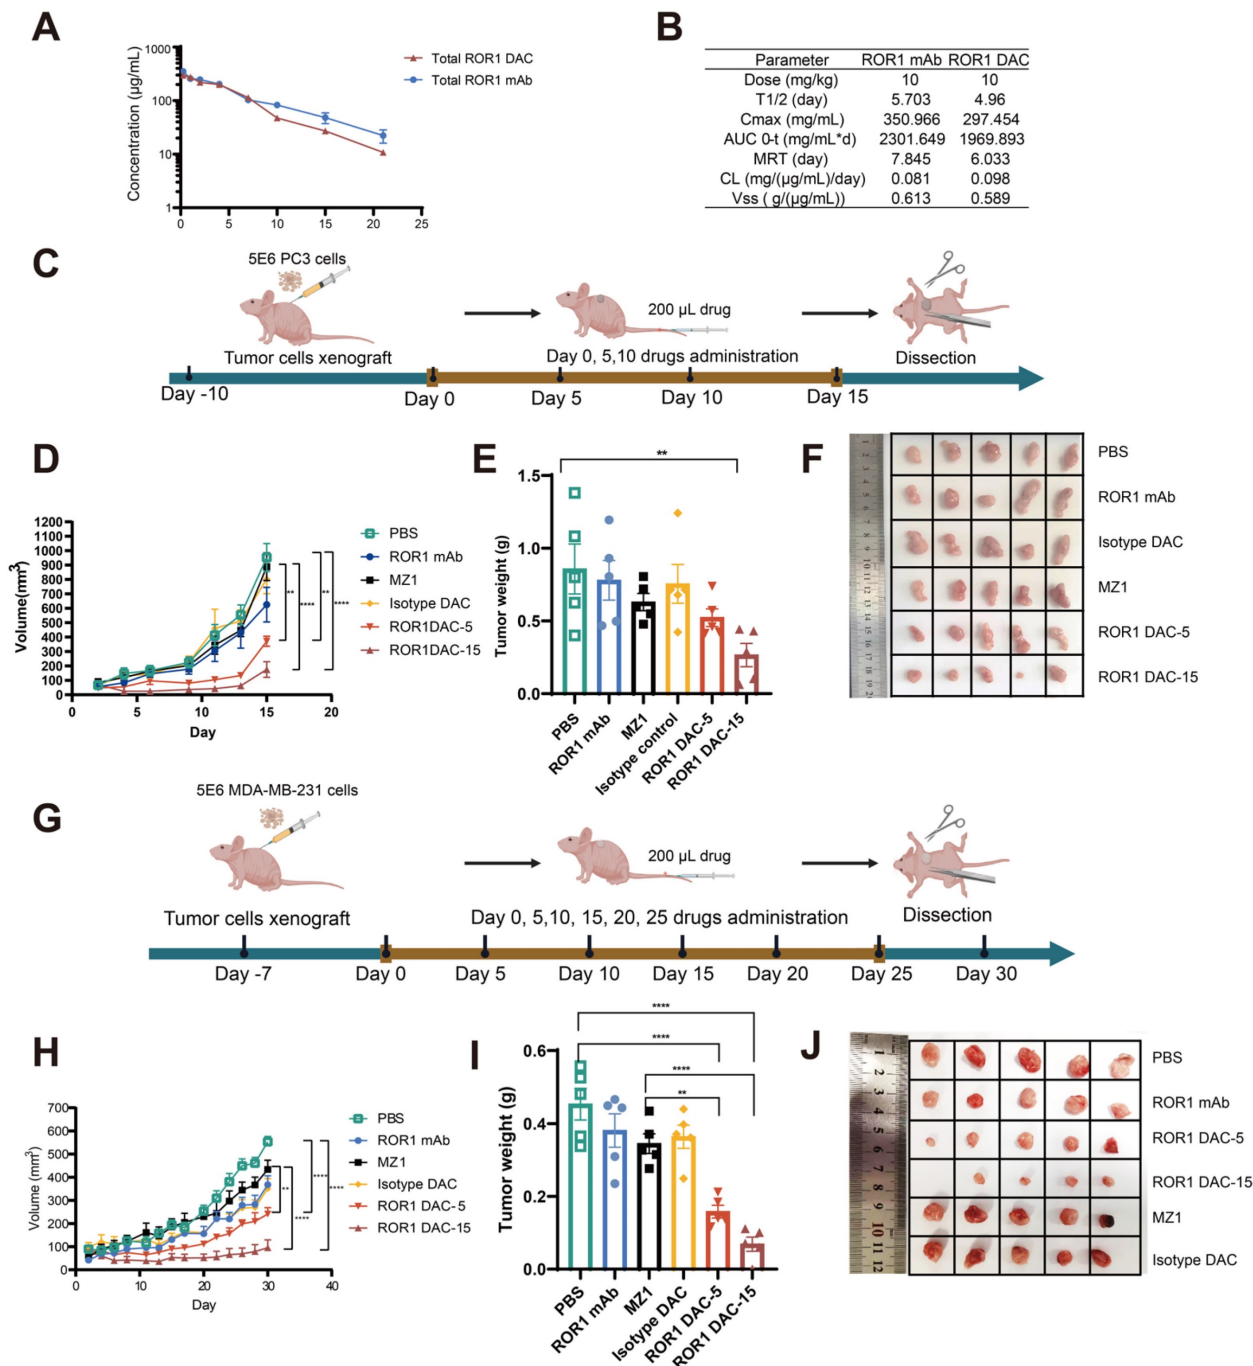 A
Concentration (µg/mL)
1000
100
10
1
0 5 10 15 20 25
Total ROR1 DAC
Total ROR1 mAb
B
Parameter ROR1 mAb ROR1 DAC
Dose (mg/kg) 10 10
T1/2 (day) 5.703 4.96
Cmax (mg/mL) 350.966 297.454
AUC 0-t (mg/mL*d) 2301.649 1969.893
MRT (day) 7.845 6.033
CL (mg/(µg/mL)/day) 0.081 0.098
Vss ( g/(µg/mL)) 0.613 0.589
C
5E6 PC3 cells
200 µL drug
Tumor cells xenograft
Day 0, 5,10 drugs administration
Dissection
Day -10
Day 0
Day 5
Day 10
Day 15
D
Volume(mm³)
1200
1100
1000
900
800
700
600
500
400
300
200
100
0
0 5 10 15 20
Day
PBS
ROR1 mAb
MZ1
Isotype DAC
ROR1DAC-5
ROR1DAC-15
** **** ** ****
E
Tumor weight (g)
1.5
1.0
0.5
0.0
**
PBS
ROR1 mAb
MZ1
Isotype control
ROR1 DAC-5
ROR1 DAC-15
F
PBS
ROR1 mAb
Isotype DAC
MZ1
ROR1 DAC-5
ROR1 DAC-15
G
5E6 MDA-MB-231 cells
200 µL drug
Tumor cells xenograft
Day 0, 5,10, 15, 20, 25 drugs administration
Dissection
Day -7
Day 0
Day 5
Day 10
Day 15
Day 20
Day 25
Day 30
H
Volume (mm³)
700
600
500
400
300
200
100
0
0 10 20 30 40
Day
PBS
ROR1 mAb
MZ1
Isotype DAC
ROR1 DAC-5
ROR1 DAC-15
** **** **** ****
I
Tumor weight (g)
0.6
0.4
0.2
0.0
****
****
****
**
PBS
ROR1 mAb
MZ1
Isotype DAC
ROR1 DAC-5
ROR1 DAC-15
J
1
2
3
4
5
6
7
8
9
10
11
12
PBS
ROR1 mAb
ROR1 DAC-5
ROR1 DAC-15
MZ1
Isotype DAC